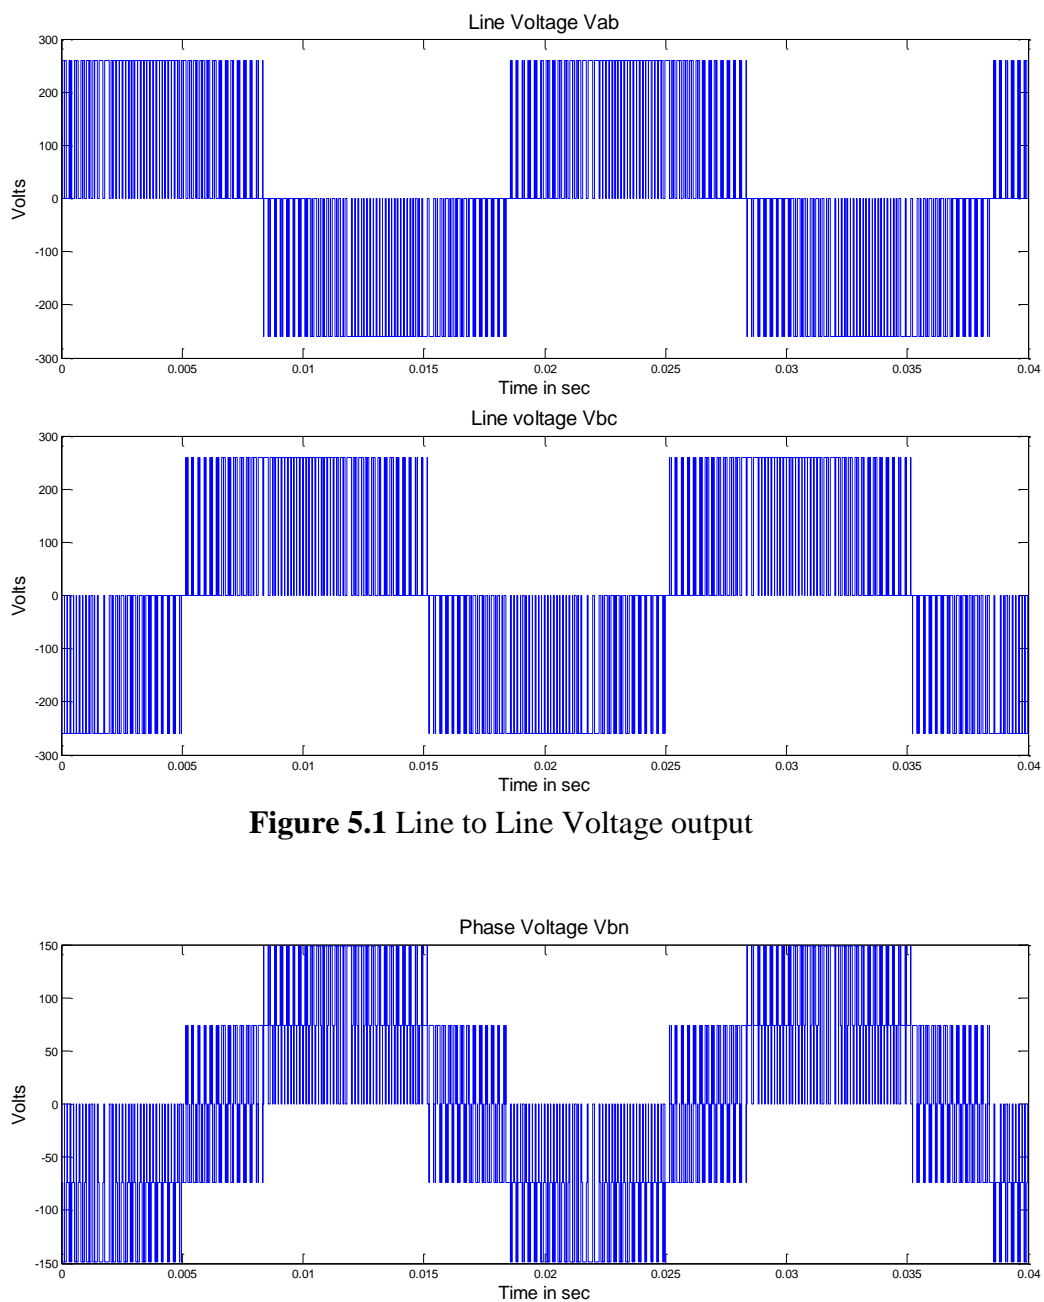 Line Voltage Vab
300
200
100
0
-100
-200
-300
Volts
0 0.005 0.01 0.015 0.02 0.025 0.03 0.035 0.04
Time in sec
Line voltage Vbc
300
200
100
0
-100
-200
-300
Volts
0 0.005 0.01 0.015 0.02 0.025 0.03 0.035 0.04
Time in sec
Figure 5.1 Line to Line Voltage output
Phase Voltage Vbn
150
100
50
0
-50
-100
-150
Volts
0 0.005 0.01 0.015 0.02 0.025 0.03 0.035 0.04
Time in sec